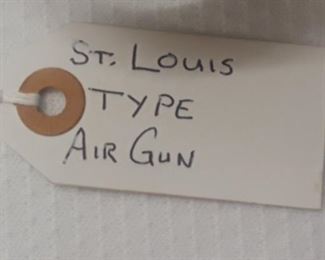 ST. LOUIS
TYPE
AIR GUN